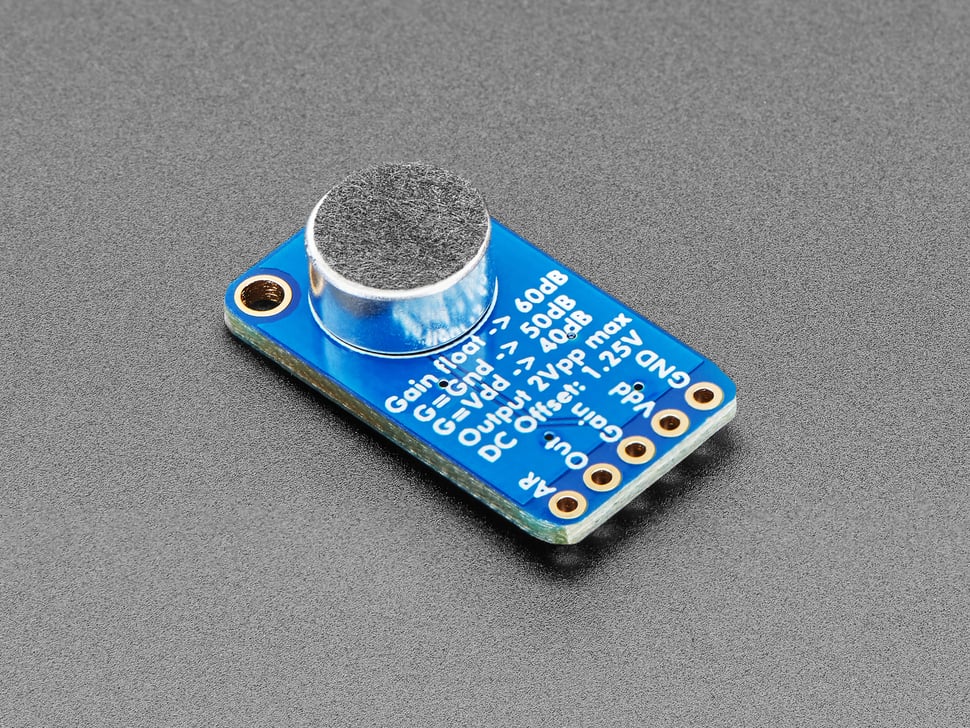 Gain float -> 60dB
G=Gnd -> 50dB
G=Vdd -> 40dB
Output 2Vpp max
DC Offset: 1.25V
AR
Out
Gain
Vdd
GND